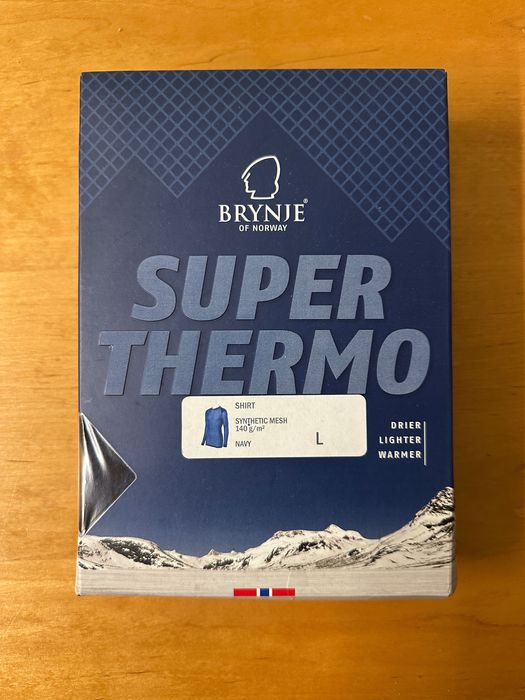 BRYNJE®
OF NORWAY
SUPER
THERMO
SHIRT
SYNTHETIC MESH
140 g/m²
NAVY
L
DRIER
LIGHTER
WARMER